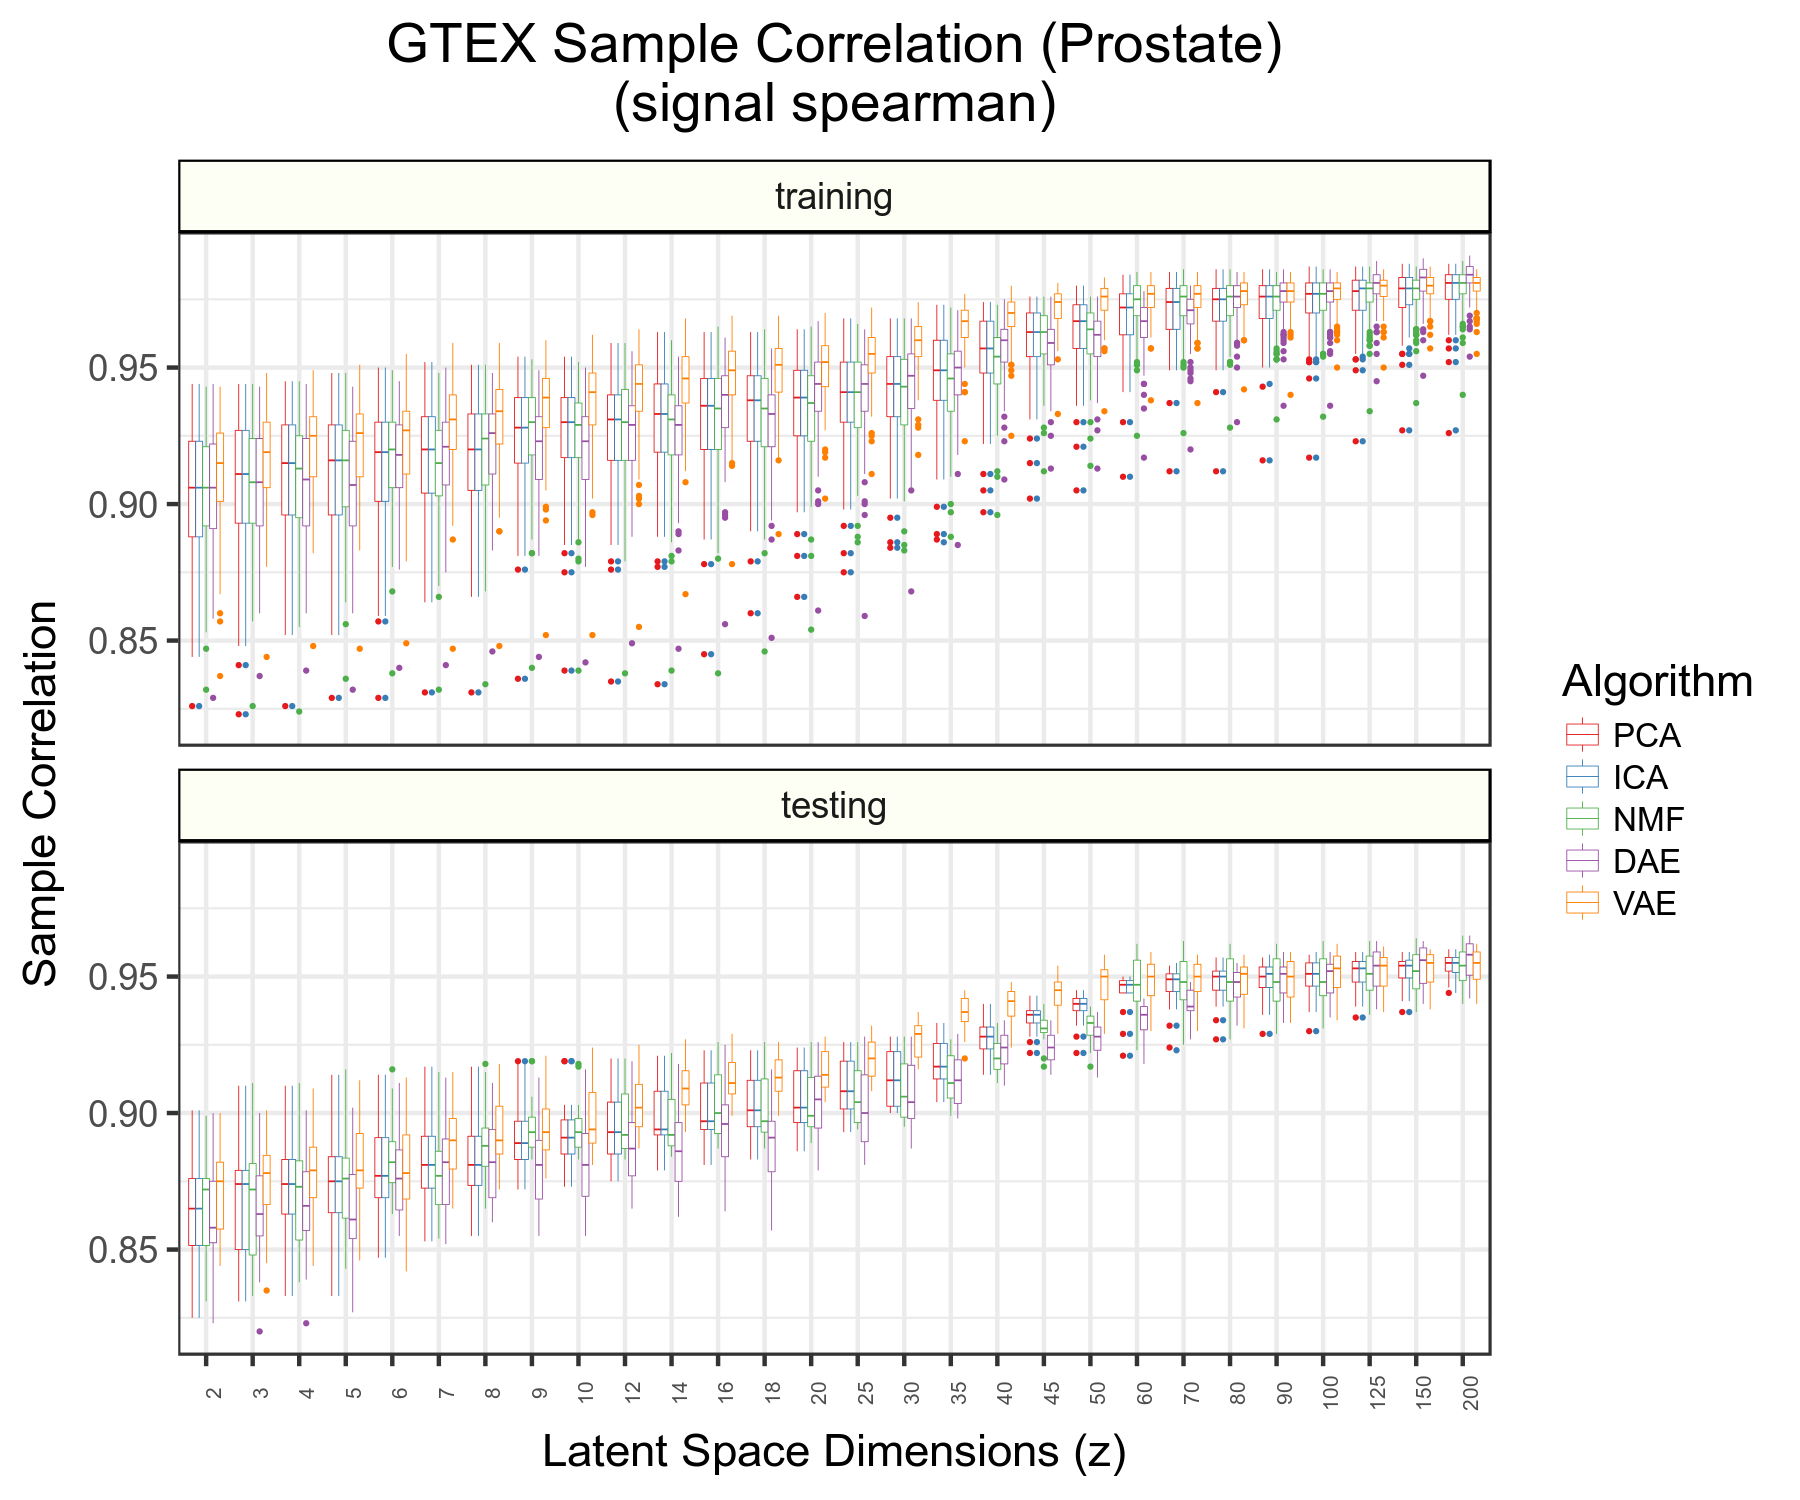 GTEX Sample Correlation (Prostate)
(signal spearman)
training
0.95
0.90
0.85
testing
0.95
0.90
0.85
Sample Correlation
2 3 4 5 6 7 8 9 10 12 14 16 18 20 25 30 35 40 45 50 60 70 80 90 100 125 150 200
Latent Space Dimensions (z)
Algorithm
PCA
ICA
NMF
DAE
VAE